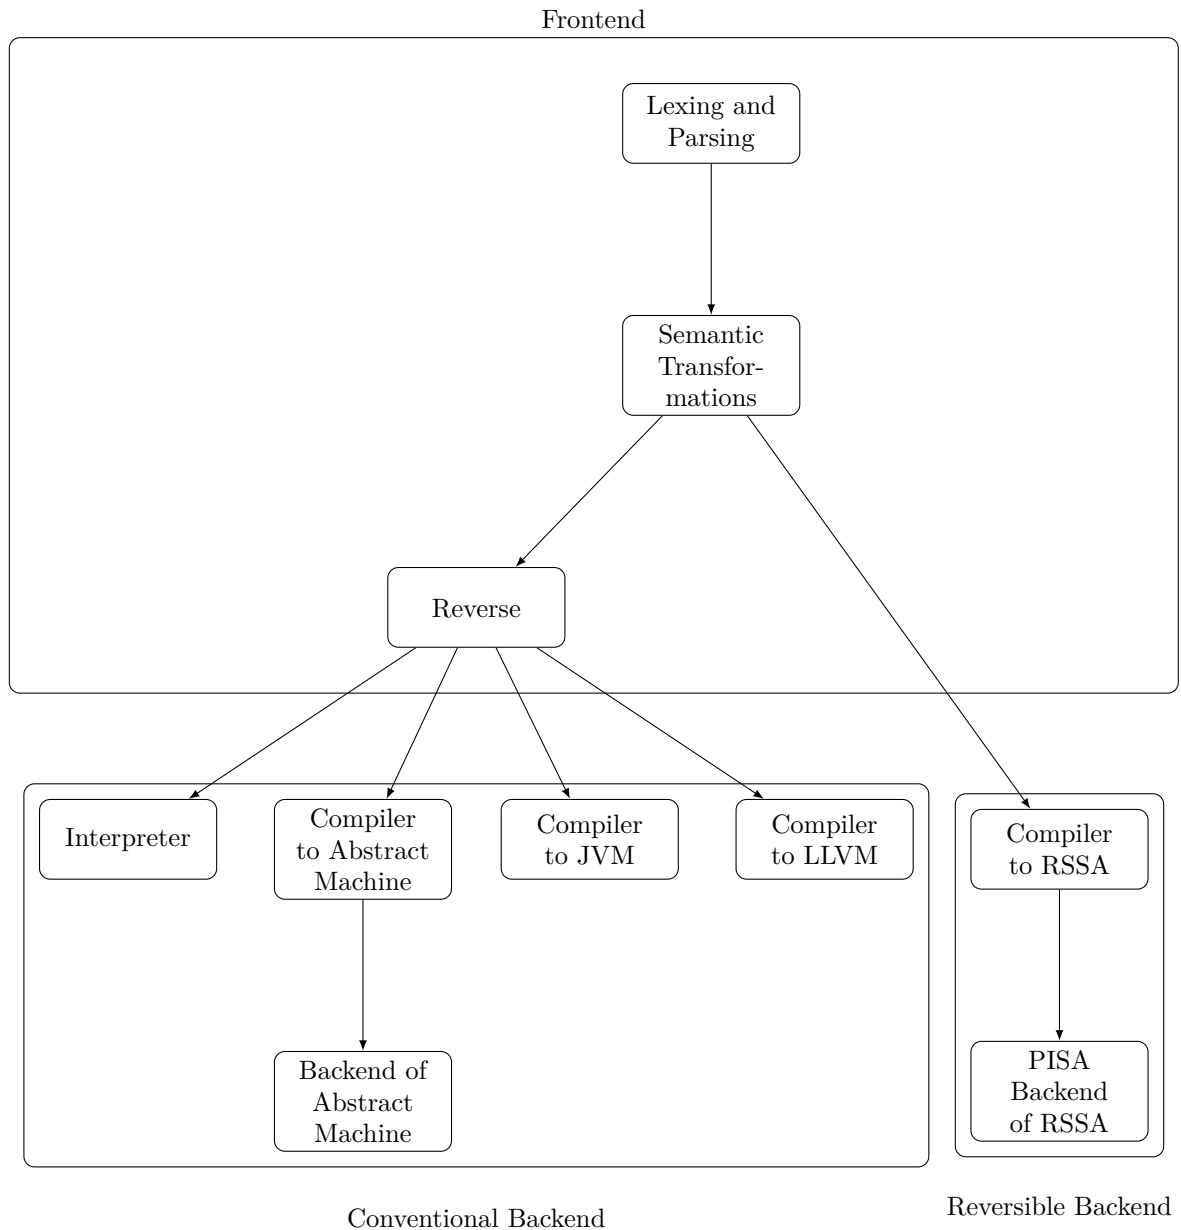 Frontend
Lexing and
Parsing
Semantic
Transfor-
mations
Reverse
Interpreter
Compiler
to Abstract
Machine
Compiler
to JVM
Compiler
to LLVM
Compiler
to RSSA
Backend of
Abstract
Machine
PISA
Backend
of RSSA
Conventional Backend
Reversible Backend